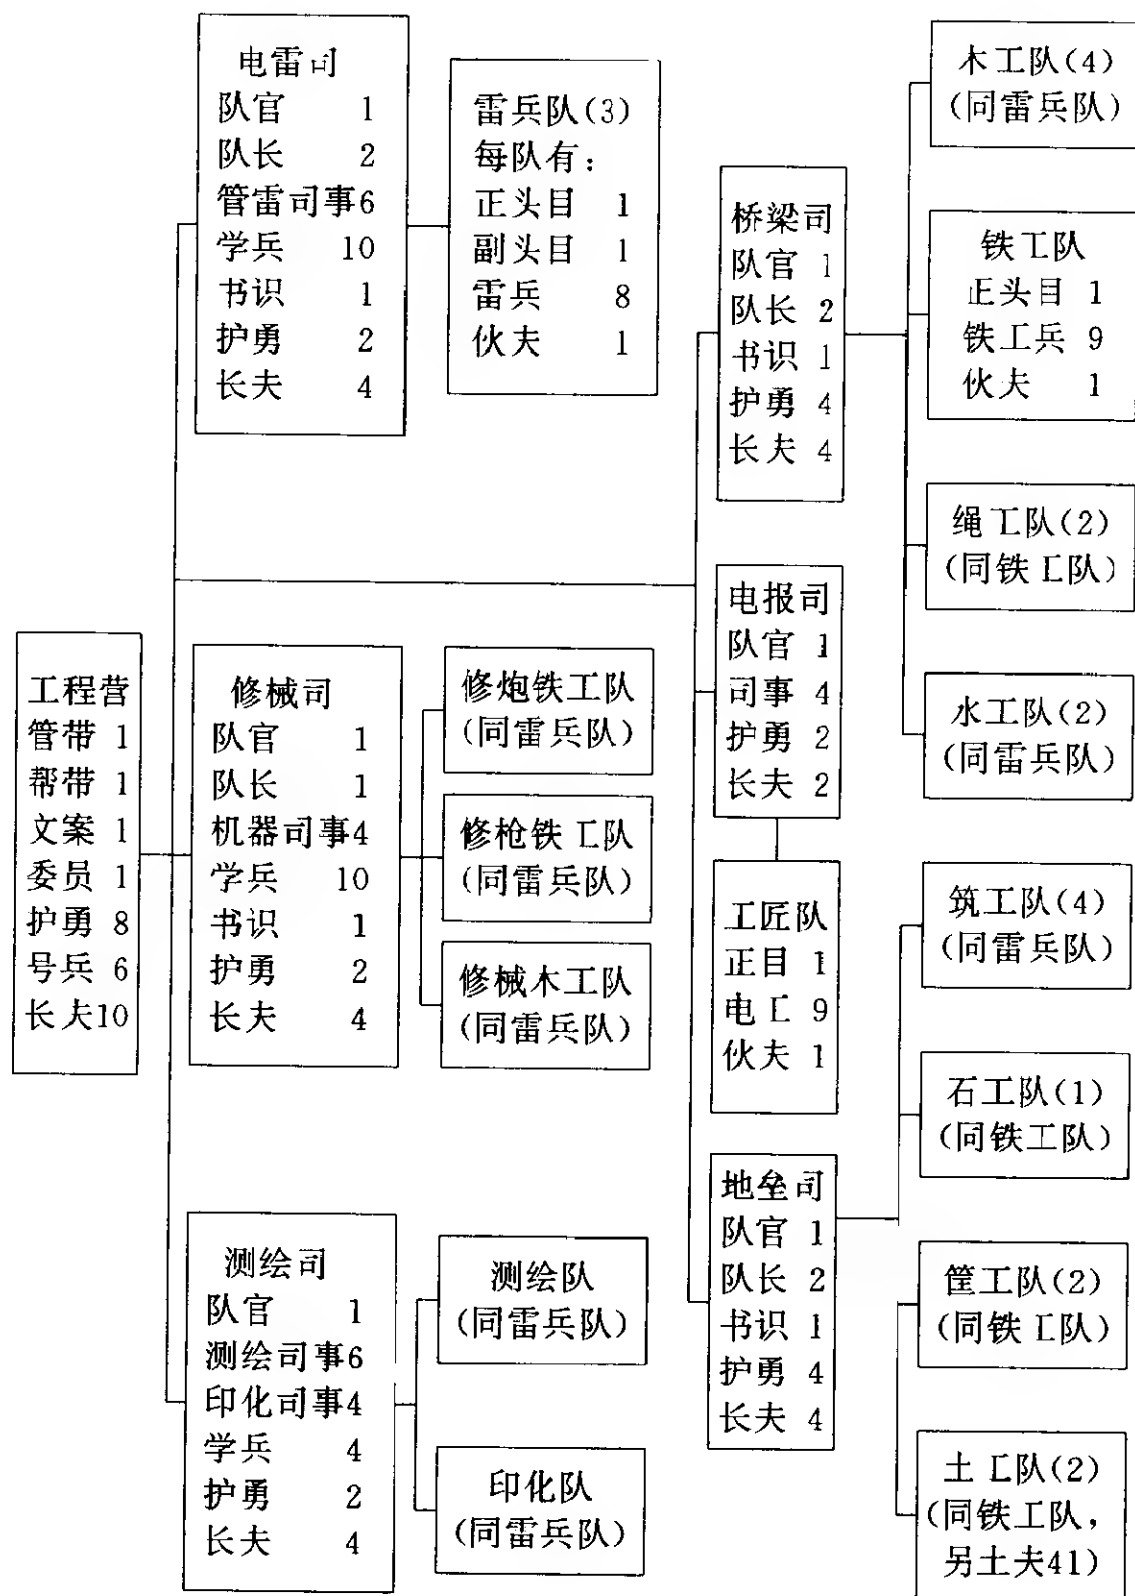 工程营
管带 1
帮带 1
文案 1
委员 1
护勇 8
号兵 6
长夫10
电雷司
队官 1
队长 2
管雷司事6
学兵 10
书识 1
护勇 2
长夫 4
雷兵队(3)
每队有：
正头目 1
副头目 1
雷兵 8
伙夫 1
修械司
队官 1
队长 1
机器司事4
学兵 10
书识 1
护勇 2
长夫 4
修炮铁工队
(同雷兵队)
修枪铁工队
(同雷兵队)
修械木工队
(同雷兵队)
测绘司
队官 1
测绘司事6
印化司事4
学兵 4
护勇 2
长夫 4
测绘队
(同雷兵队)
印化队
(同雷兵队)
桥梁司
队官 1
队长 2
书识 1
护勇 4
长夫 4
木工队(4)
(同雷兵队)
铁工队
正头目 1
铁工兵 9
伙夫 1
绳工队(2)
(同铁工队)
水工队(2)
(同雷兵队)
电报司
队官 1
司事 4
护勇 2
长夫 2
工匠队
正目 1
电工 9
伙夫 1
地垒司
队官 1
队长 2
书识 1
护勇 4
长夫 4
筑工队(4)
(同雷兵队)
石工队(1)
(同铁工队)
筐工队(2)
(同铁工队)
土工队(2)
(同铁工队，
另土夫41)